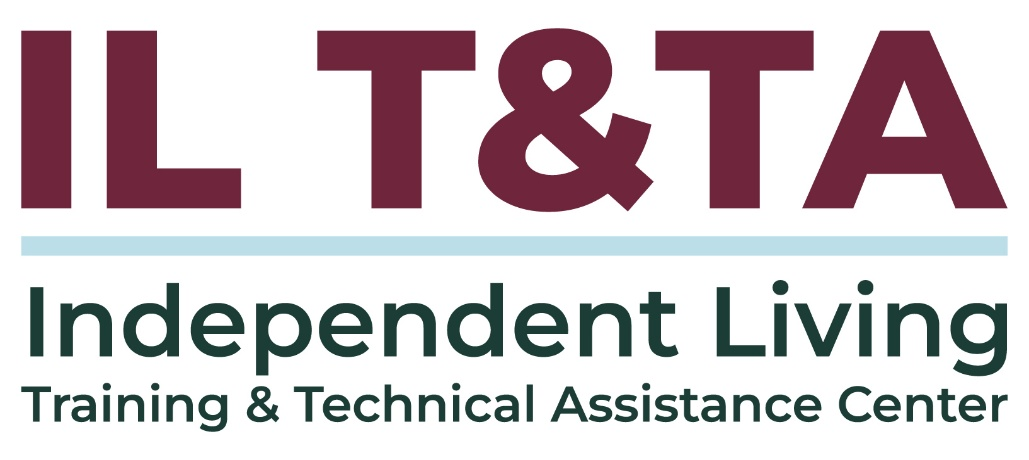 IL T&TA
Independent Living
Training & Technical Assistance Center